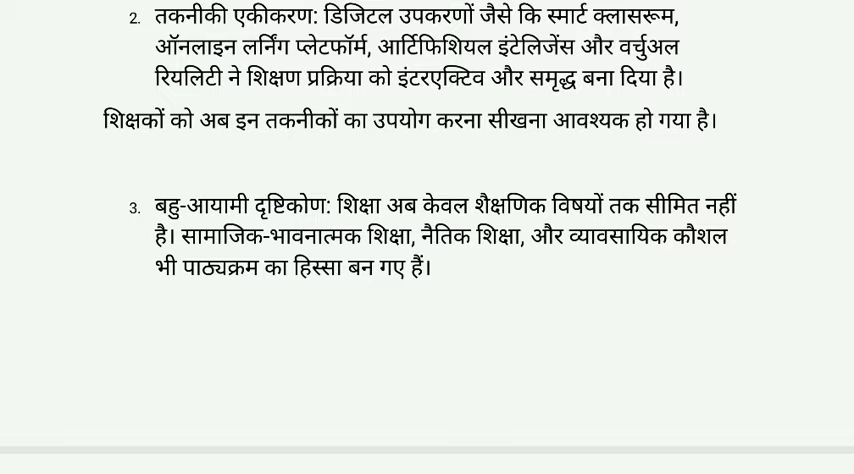 2. तकनीकी एकीकरण: डिजिटल उपकरणों जैसे कि स्मार्ट क्लासरूम,
ऑनलाइन लर्निंग प्लेटफॉर्म, आर्टिफिशियल इंटेलिजेंस और वर्चुअल
रियलिटी ने शिक्षण प्रक्रिया को इंटरएक्टिव और समृद्ध बना दिया है।
शिक्षकों को अब इन तकनीकों का उपयोग करना सीखना आवश्यक हो गया है।
3. बहु-आयामी दृष्टिकोण: शिक्षा अब केवल शैक्षणिक विषयों तक सीमित नहीं
है। सामाजिक-भावनात्मक शिक्षा, नैतिक शिक्षा, और व्यावसायिक कौशल
भी पाठ्यक्रम का हिस्सा बन गए हैं।